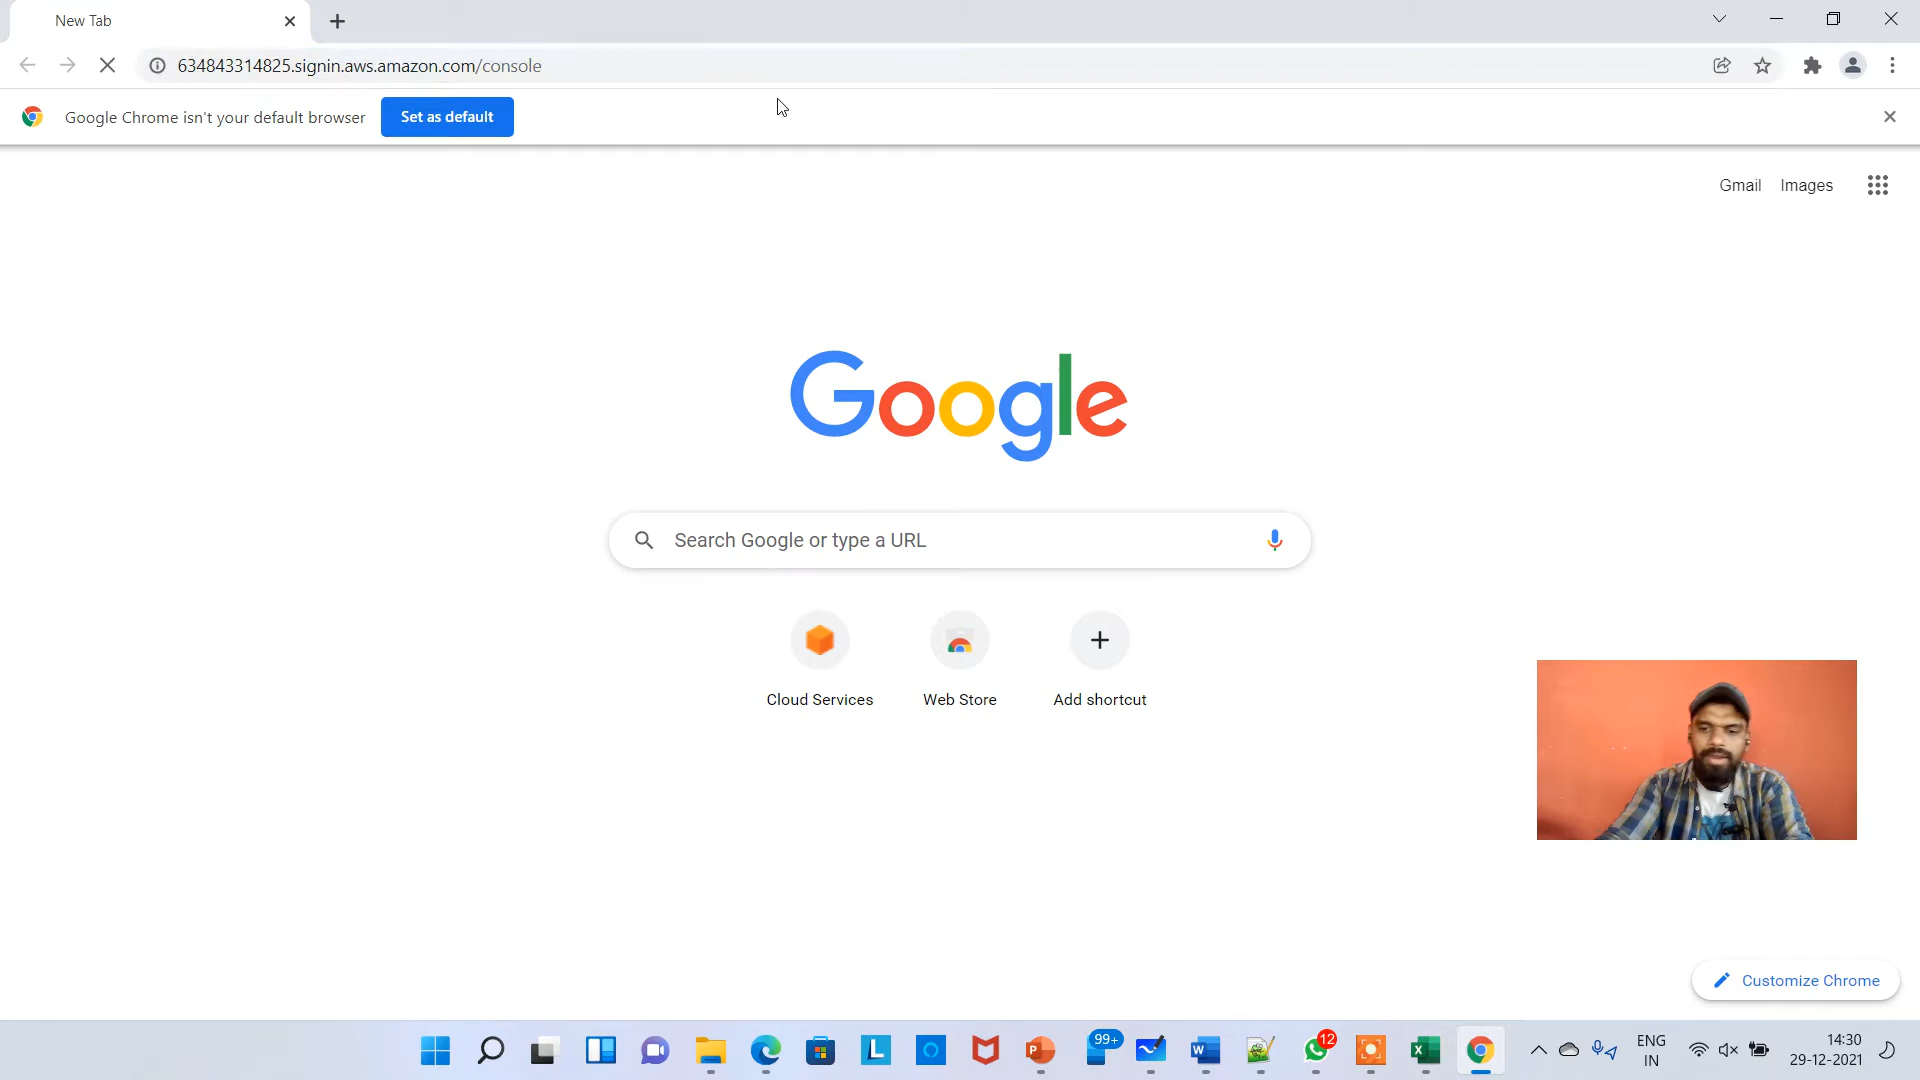 New Tab
634843314825.signin.aws.amazon.com/console
Google Chrome isn't your default browser
Set as default
Gmail
Images
Google
Search Google or type a URL
Cloud Services
Web Store
Add shortcut
Customize Chrome
L
P
99+
W
12
X
ENG
IN
14:30
29-12-2021